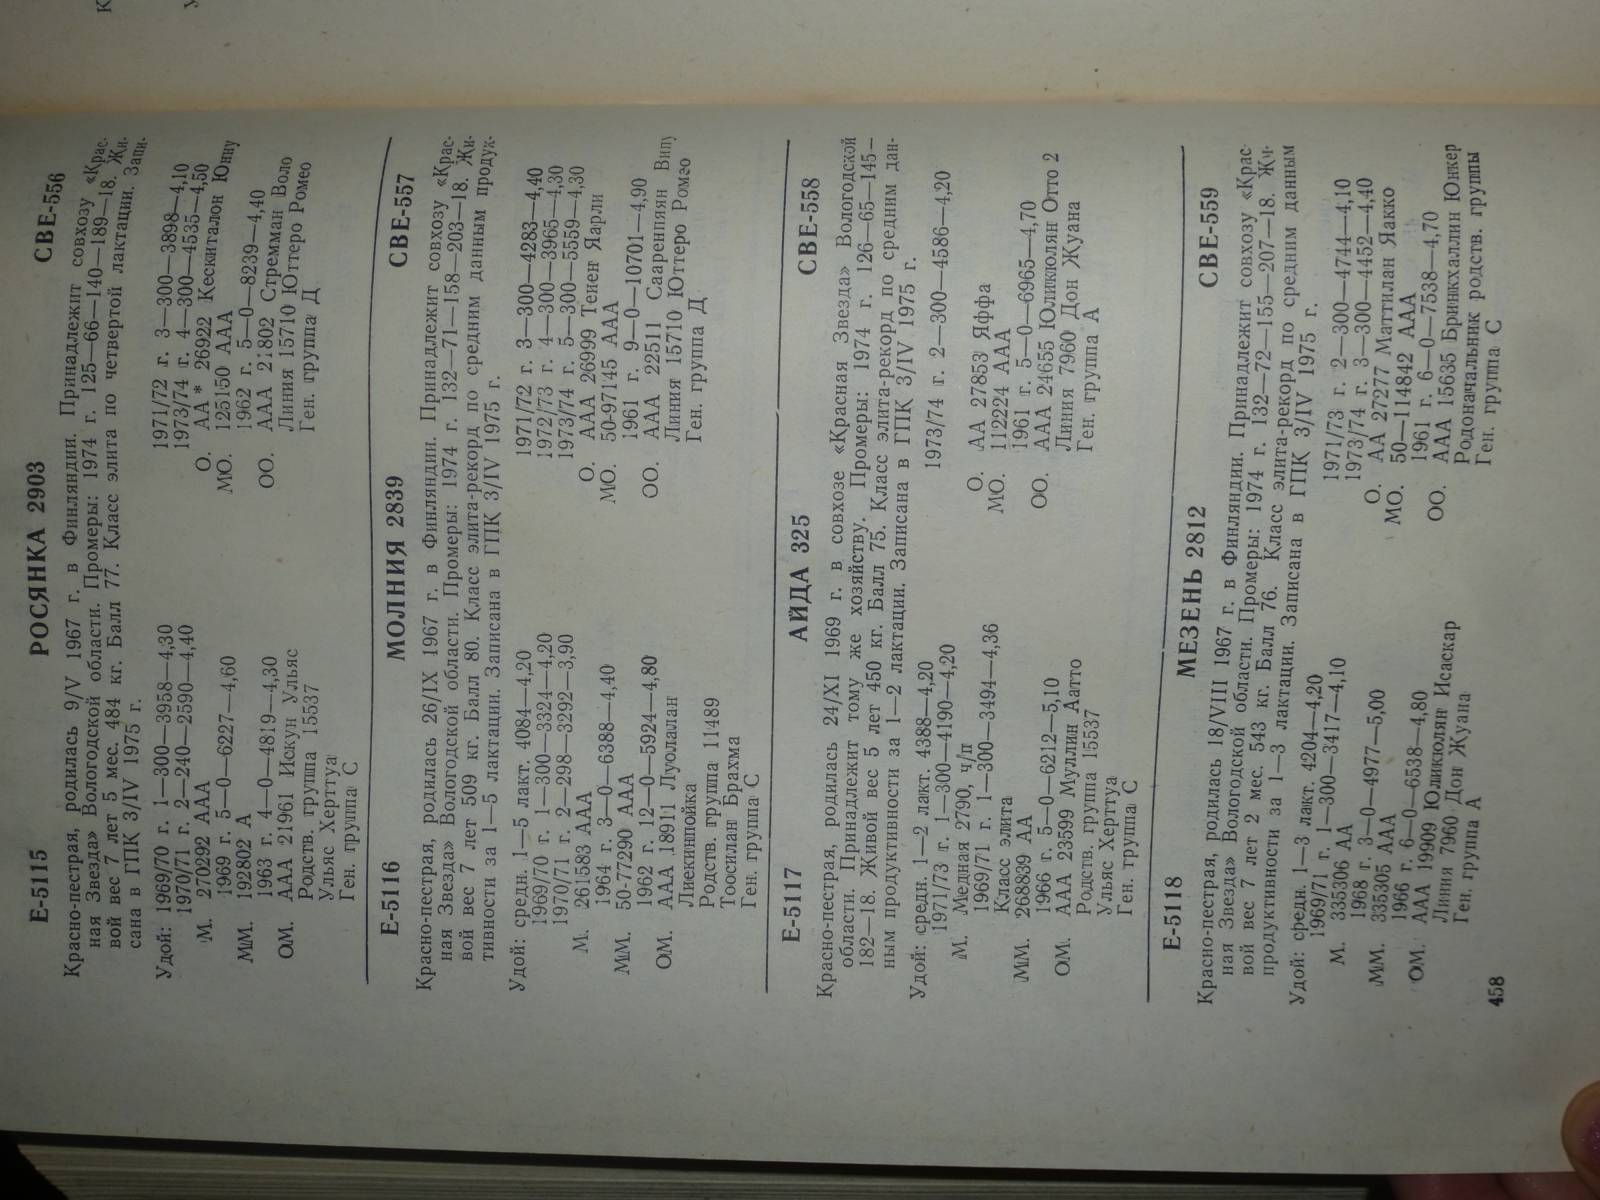 Е-5115 РОСЯНКА 2903 СВЕ-556
Красно-пестрая, родилась 9/V 1967 г. в Финляндии. Принадлежит совхозу «Крас-
ная Звезда» Вологодской области. Промеры: 1974 г. 125—66—140—189—18. Жи-
вой вес 7 лет 5 мес. 484 кг. Балл 77. Класс элита по четвертой лактации. Запи-
сана в ГПК 3/IV 1975 г.
Удой: 1969/70 г. 1—300—3958—4,30
1970/71 г. 2—240—2590—4,40
М. 270292 ААА
1969 г. 5—0—6227—4,60
ММ. 192802 А
1963 г. 4—0—4819—4,30
ОМ. ААА 21961 Искун Ульяс
Родств. группа 15537
Ульяс Херттуа
Ген. группа С
1971/72 г. 3—300—3898—4,10
1973/74 г. 4—300—4535—4,50
О. АА* 26922 Кескиталон Юнну
МО. 125150 ААА
1962 г. 5—0—8239—4,40
ОО. ААА 21802 Стремман Воло
Линия 15710 Юттеро Ромео
Ген. группа Д
Е-5116 МОЛНИЯ 2839 СВЕ-557
Красно-пестрая, родилась 26/IX 1967 г. в Финляндии. Принадлежит совхозу «Крас-
ная Звезда» Вологодской области. Промеры: 1974 г. 132—71—158—203—18. Жи-
вой вес 7 лет 509 кг. Балл 80. Класс элита-рекорд по средним данным продук-
тивности за 1—5 лактации. Записана в ГПК 3/IV 1975 г.
Удой: средн. 1—5 лакт. 4084—4,20
1969/70 г. 1—300—3324—4,20
1970/71 г. 2—298—3292—3,90
М. 261583 ААА
1964 г. 3—0—6388—4,40
ММ. 50-77290 ААА
1962 г. 12—0—5924—4,80
ОМ. ААА 18911 Луолалан
Лиекинпойка
Родств. группа 11489
Тоосилан Брахма
Ген. группа С
1971/72 г. 3—300—4283—4,40
1972/73 г. 4—300—3965—4,30
1973/74 г. 5—300—5559—4,30
О. ААА 26999 Теиен Яарли
МО. 50-97145 ААА
1961 г. 9—0—10701—4,90
ОО. ААА 22511 Сааренпиян Випу
Линия 15710 Юттеро Ромео
Ген. группа Д
Е-5117 АЙДА 325 СВЕ-558
Красно-пестрая, родилась 24/XI 1969 г. в совхозе «Красная Звезда» Вологодской
области. Принадлежит тому же хозяйству. Промеры: 1974 г. 126—65—145—
182—18. Живой вес 5 лет 450 кг. Балл 75. Класс элита-рекорд по средним дан-
ным продуктивности за 1—2 лактации. Записана в ГПК 3/IV 1975 г.
Удой: средн. 1—2 лакт. 4388—4,20
1971/73 г. 1—300—4190—4,20
М. Медная 2790, ч/п
1969/71 г. 1—300—3494—4,36
Класс элита
ММ. 268839 АА
1966 г. 5—0—6212—5,10
ОМ. ААА 23599 Муллин Аатто
Родств. группа 15537
Ульяс Херттуа
Ген. группа С
1973/74 г. 2—300—4586—4,20
О. АА 27853 Яффа
МО. 112224 ААА
1961 г. 5—0—6965—4,70
ОО. ААА 24655 Юликюлян Отто 2
Линия 7960 Дон Жуана
Ген. группа А
Е-5118 МЕЗЕНЬ 2812 СВЕ-559
Красно-пестрая, родилась 18/VIII 1967 г. в Финляндии. Принадлежит совхозу «Крас-
ная Звезда» Вологодской области. Промеры: 1974 г. 132—72—155—207—18. Жи-
вой вес 7 лет 2 мес. 543 кг. Балл 76. Класс элита-рекорд по средним данным
продуктивности за 1—3 лактации. Записана в ГПК 3/IV 1975 г.
Удой: средн. 1—3 лакт. 4204—4,20
1969/71 г. 1—300—3417—4,10
М. 335306 АА
1968 г. 3—0—4977—5,00
ММ. 335305 ААА
1966 г. 6—0—6538—4,80
ОМ. ААА 19909 Юликюлян Исаскар
Линия 7960 Дон Жуана
Ген. группа А
1971/73 г. 2—300—4744—4,10
1973/74 г. 3—300—4452—4,40
О. АА 27277 Маттилан Яакко
МО. 50—114842 ААА
1961 г. 6—0—7538—4,70
ОО. ААА 15635 Бринкхаллин Юнкер
Родоначальник родств. группы
Ген. группа С
458